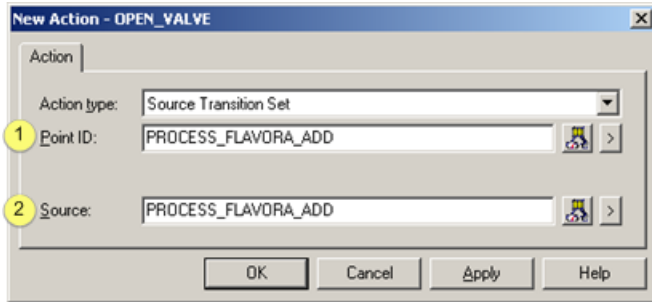 New Action - OPEN_VALVE
Action
Action type: Source Transition Set
1 Point ID: PROCESS_FLAVORA_ADD >
2 Source: PROCESS_FLAVORA_ADD >
OK Cancel Apply Help